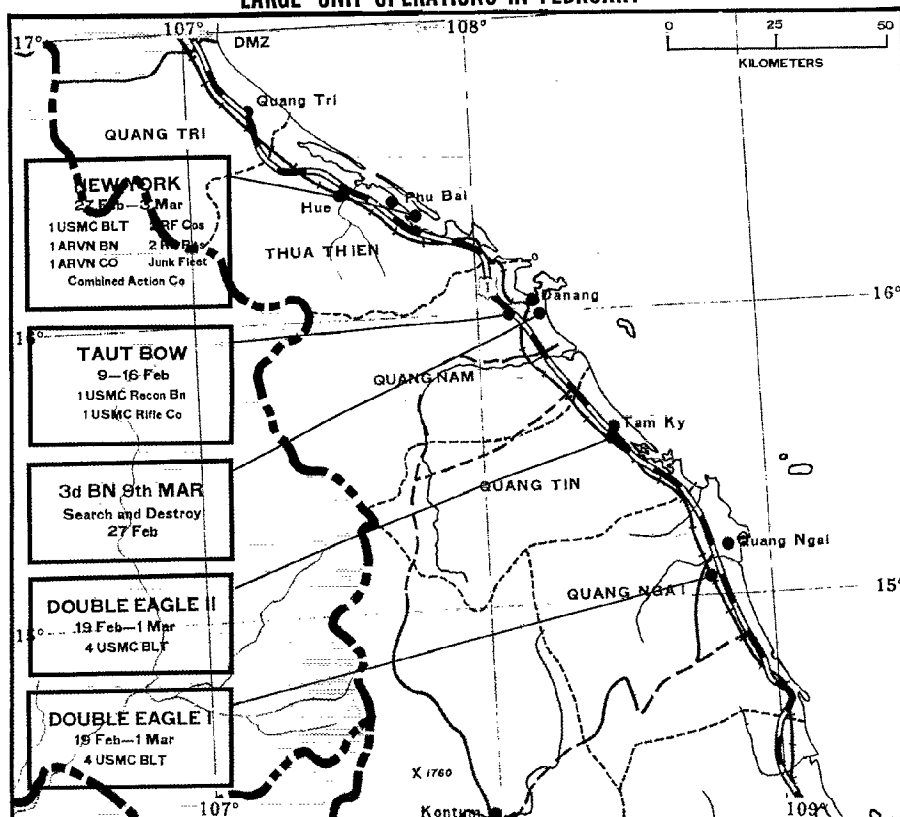 LARGE UNIT OPERATIONS IN FEBRUARY
17°
107°
DMZ
108°
0 25 50
KILOMETERS
Quang Tri
QUANG TRI
NEW YORK
27 Feb—3 Mar
1 USMC BLT RF Cos
1 ARVN BN 2
1 ARVN CO Junk Fleet
Combined Action Co
Hue
Phu Bai
THUA THIEN
Danang
16°
16°
TAUT BOW
9—16 Feb
1 USMC Recon Bn
1 USMC Rifle Co
QUANG NAM
Tam Ky
3d BN 9th MAR
Search and Destroy
27 Feb
QUANG TIN
Quang Ngai
DOUBLE EAGLE II
19 Feb—1 Mar
4 USMC BLT
QUANG NGAI
15°
15°
DOUBLE EAGLE I
19 Feb—1 Mar
4 USMC BLT
X 1760
Kontum
107°
109°